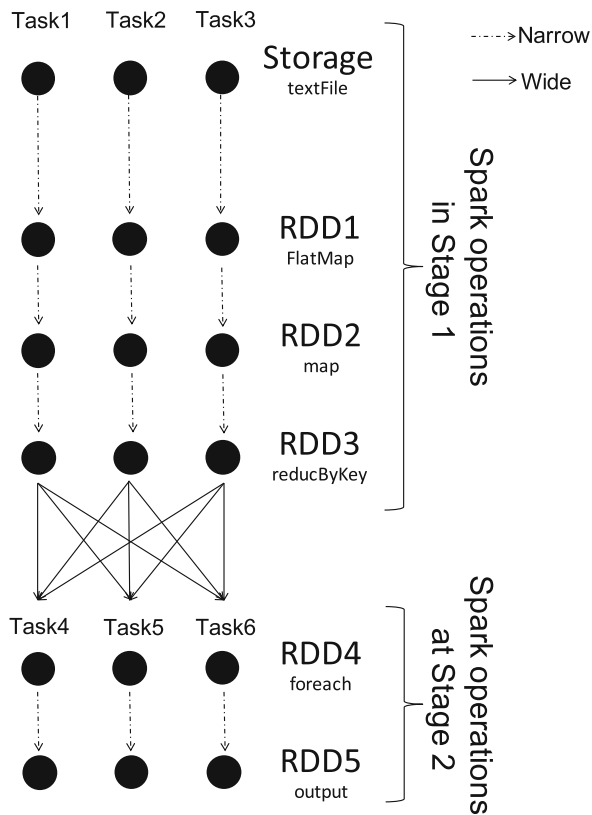 Task1 Task2 Task3
Storage
textFile
Narrow
Wide
RDD1
FlatMap
RDD2
map
RDD3
reducByKey
Spark operations
in Stage 1
Task4 Task5 Task6
RDD4
foreach
RDD5
output
Spark operations
at Stage 2